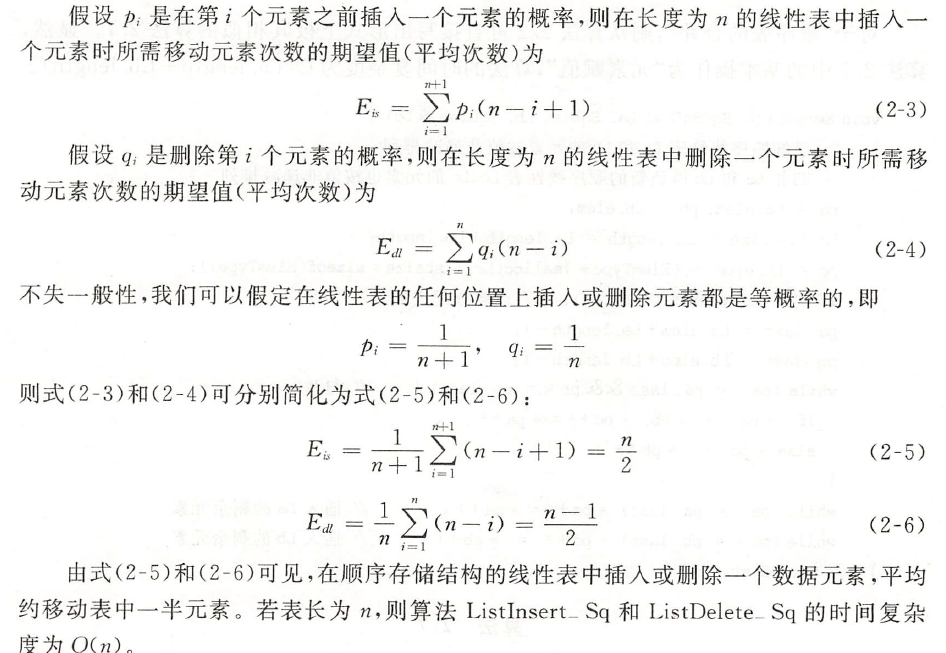 假设 pᵢ 是在第 i 个元素之前插入一个元素的概率,则在长度为 n 的线性表中插入一
个元素时所需移动元素次数的期望值(平均次数)为
E_{is} = \sum_{i=1}^{n+1} p_i(n-i+1) (2-3)
假设 qᵢ 是删除第 i 个元素的概率,则在长度为 n 的线性表中删除一个元素时所需移
动元素次数的期望值(平均次数)为
E_{dl} = \sum_{i=1}^{n} q_i(n-i) (2-4)
不失一般性,我们可以假定在线性表的任何位置上插入或删除元素都是等概率的,即
p_i = \frac{1}{n+1}, q_i = \frac{1}{n}
则式(2-3)和(2-4)可分别简化为式(2-5)和(2-6):
E_{is} = \frac{1}{n+1} \sum_{i=1}^{n+1} (n-i+1) = \frac{n}{2} (2-5)
E_{dl} = \frac{1}{n} \sum_{i=1}^{n} (n-i) = \frac{n-1}{2} (2-6)
由式(2-5)和(2-6)可见,在顺序存储结构的线性表中插入或删除一个数据元素,平均
约移动表中一半元素。若表长为 n,则算法 ListInsert_Sq 和 ListDelete_Sq 的时间复杂
度为 O(n)。